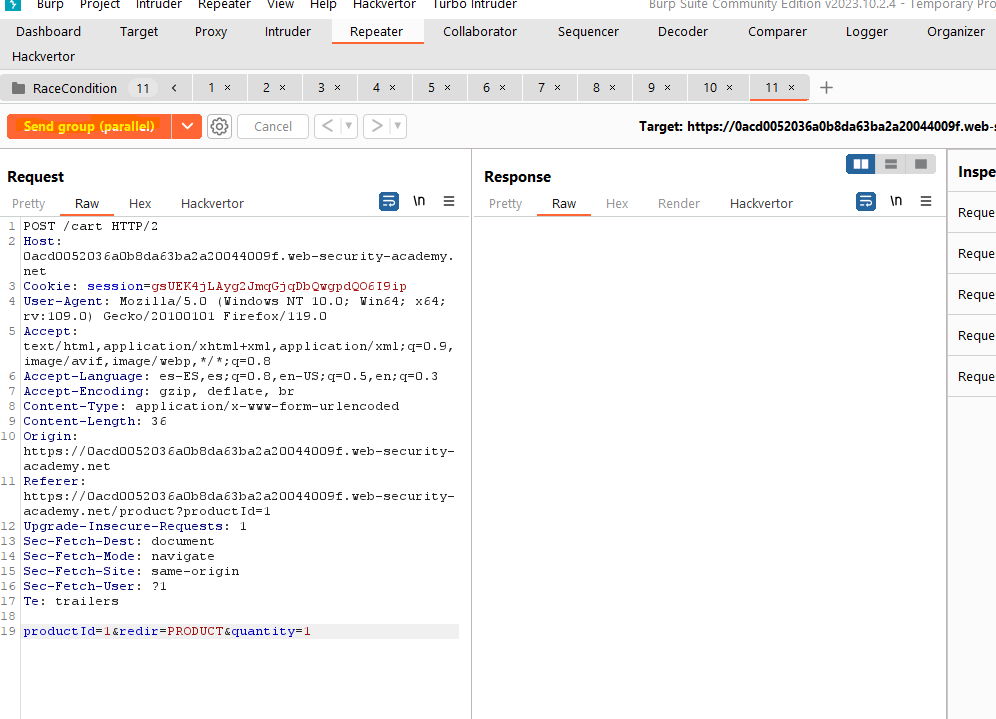 Burp Project Intruder Repeater View Help Hackvertor Turbo Intruder Burp Suite Community Edition v2023.10.2.4 - Temporary Pro
Dashboard Target Proxy Intruder Repeater Collaborator Sequencer Decoder Comparer Logger Organizer
Hackvertor
RaceCondition 11 < 1 × 2 × 3 × 4 × 5 × 6 × 7 × 8 × 9 × 10 × 11 × +
Send group (parallel) Cancel < > Target: https://0acd0052036a0b8da63ba2a20044009f.web-s
Request Response Inspe
Pretty Raw Hex Hackvertor \n Pretty Raw Hex Render Hackvertor \n
Reque
Reque
Reque
Reque
Reque
1 POST /cart HTTP/2
2 Host:
0acd0052036a0b8da63ba2a20044009f.web-security-academy.
net
3 Cookie: session=gsUEK4jLAyg2JmqGjqDbQwgpdQO6I9ip
4 User-Agent: Mozilla/5.0 (Windows NT 10.0; Win64; x64;
rv:109.0) Gecko/20100101 Firefox/119.0
5 Accept:
text/html,application/xhtml+xml,application/xml;q=0.9,
image/avif,image/webp,*/*;q=0.8
6 Accept-Language: es-ES,es;q=0.8,en-US;q=0.5,en;q=0.3
7 Accept-Encoding: gzip, deflate, br
8 Content-Type: application/x-www-form-urlencoded
9 Content-Length: 36
10 Origin:
https://0acd0052036a0b8da63ba2a20044009f.web-security-
academy.net
11 Referer:
https://0acd0052036a0b8da63ba2a20044009f.web-security-
academy.net/product?productId=1
12 Upgrade-Insecure-Requests: 1
13 Sec-Fetch-Dest: document
14 Sec-Fetch-Mode: navigate
15 Sec-Fetch-Site: same-origin
16 Sec-Fetch-User: ?1
17 Te: trailers
18
19 productId=1&redir=PRODUCT&quantity=1